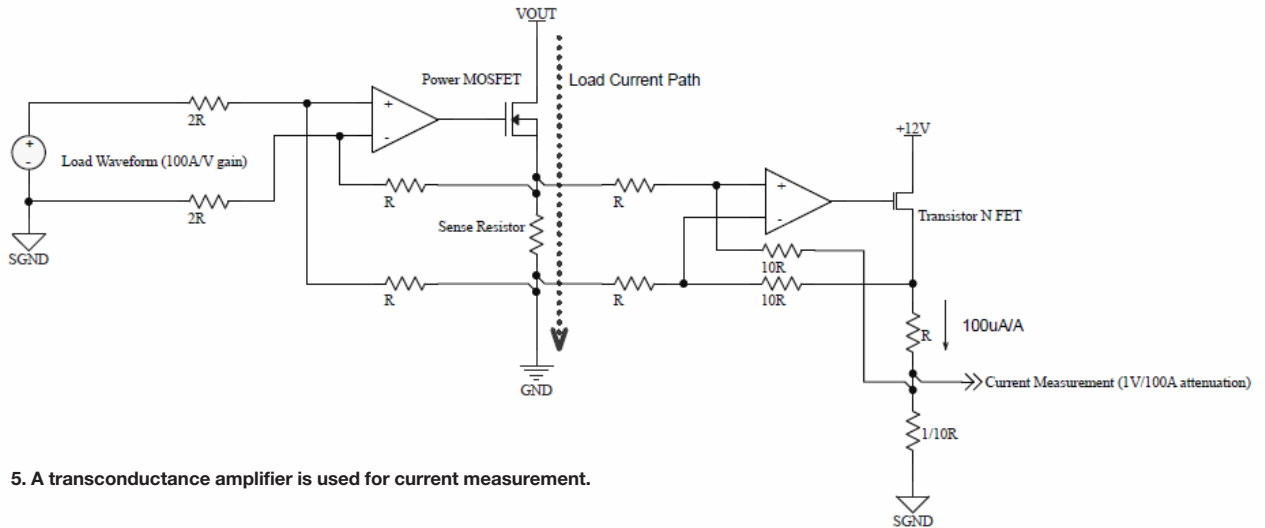 VOUT
Power MOSFET
Load Current Path
+
-
2R
+12V
+
-
Load Waveform (100A/V gain)
+
-
R
R
2R
Transistor N FET
Sense Resistor
SGND
10R
R
R
10R
R
100uA/A
Current Measurement (1V/100A attenuation)
GND
1/10R
5. A transconductance amplifier is used for current measurement.
SGND